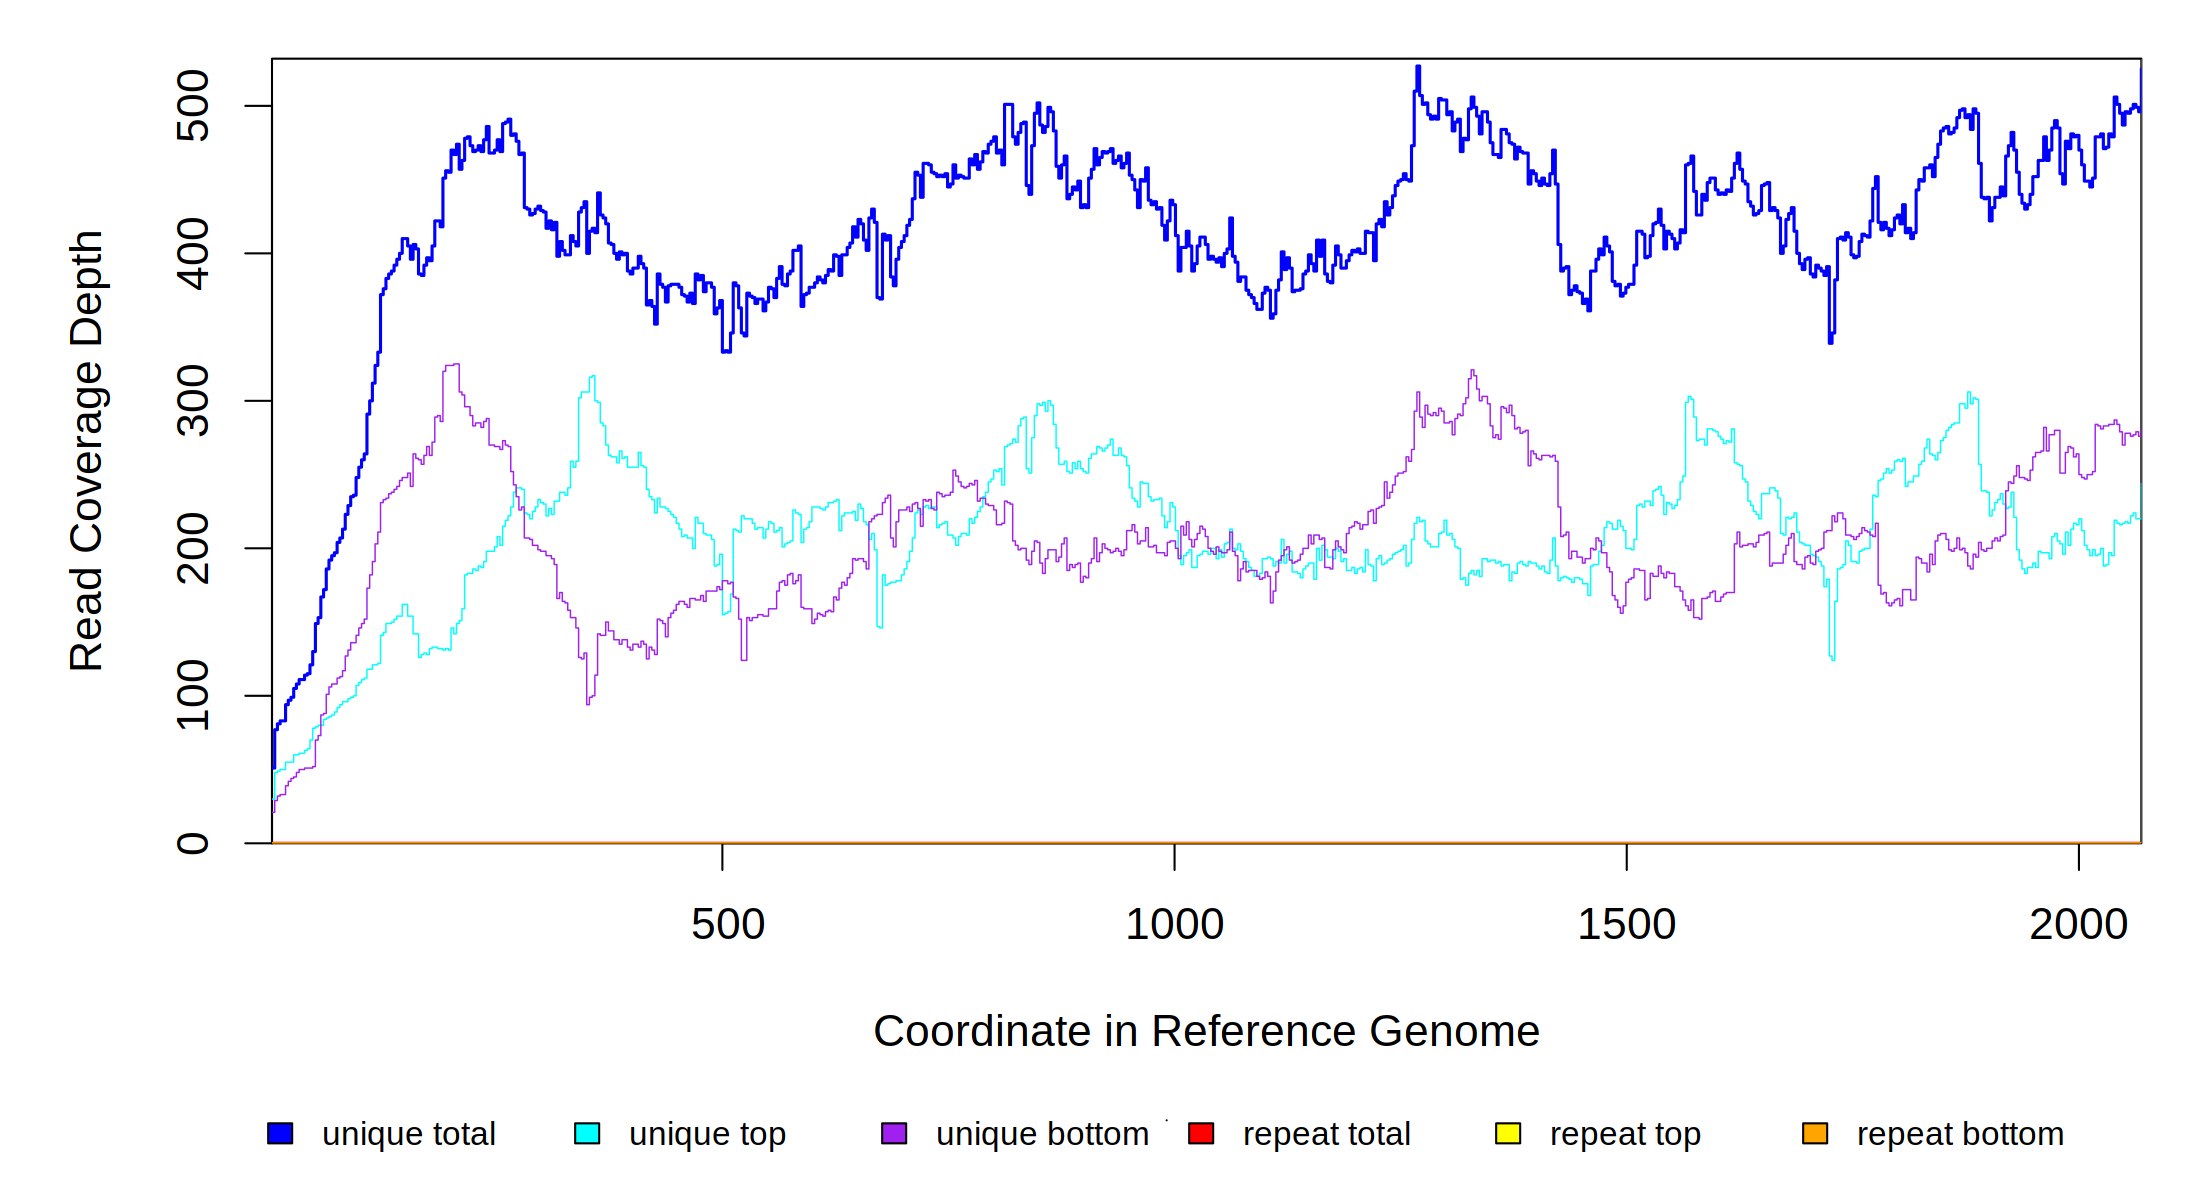 Read Coverage Depth
500
400
300
200
100
0
500 1000 1500 2000
Coordinate in Reference Genome
unique total unique top unique bottom repeat total repeat top repeat bottom